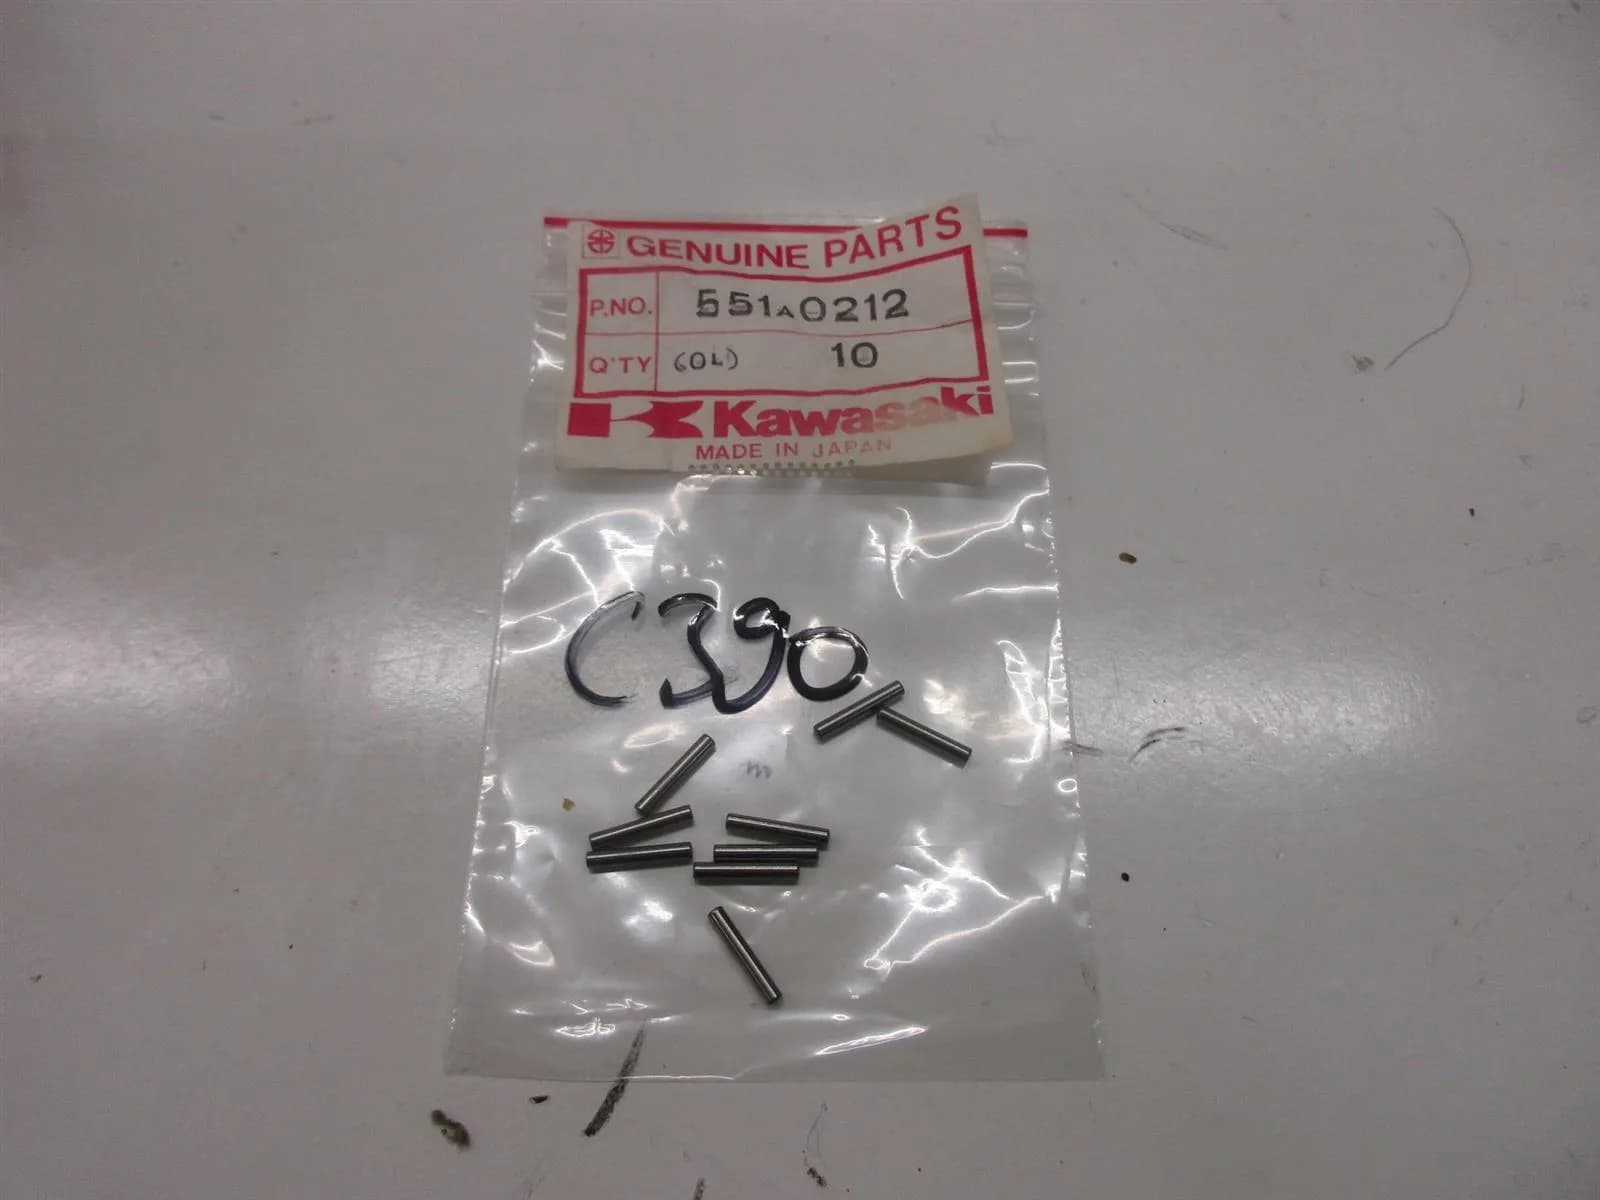 GENUINE PARTS
P.NO. 551A0212
Q'TY (OL) 10
Kawasaki
MADE IN JAPAN
C390